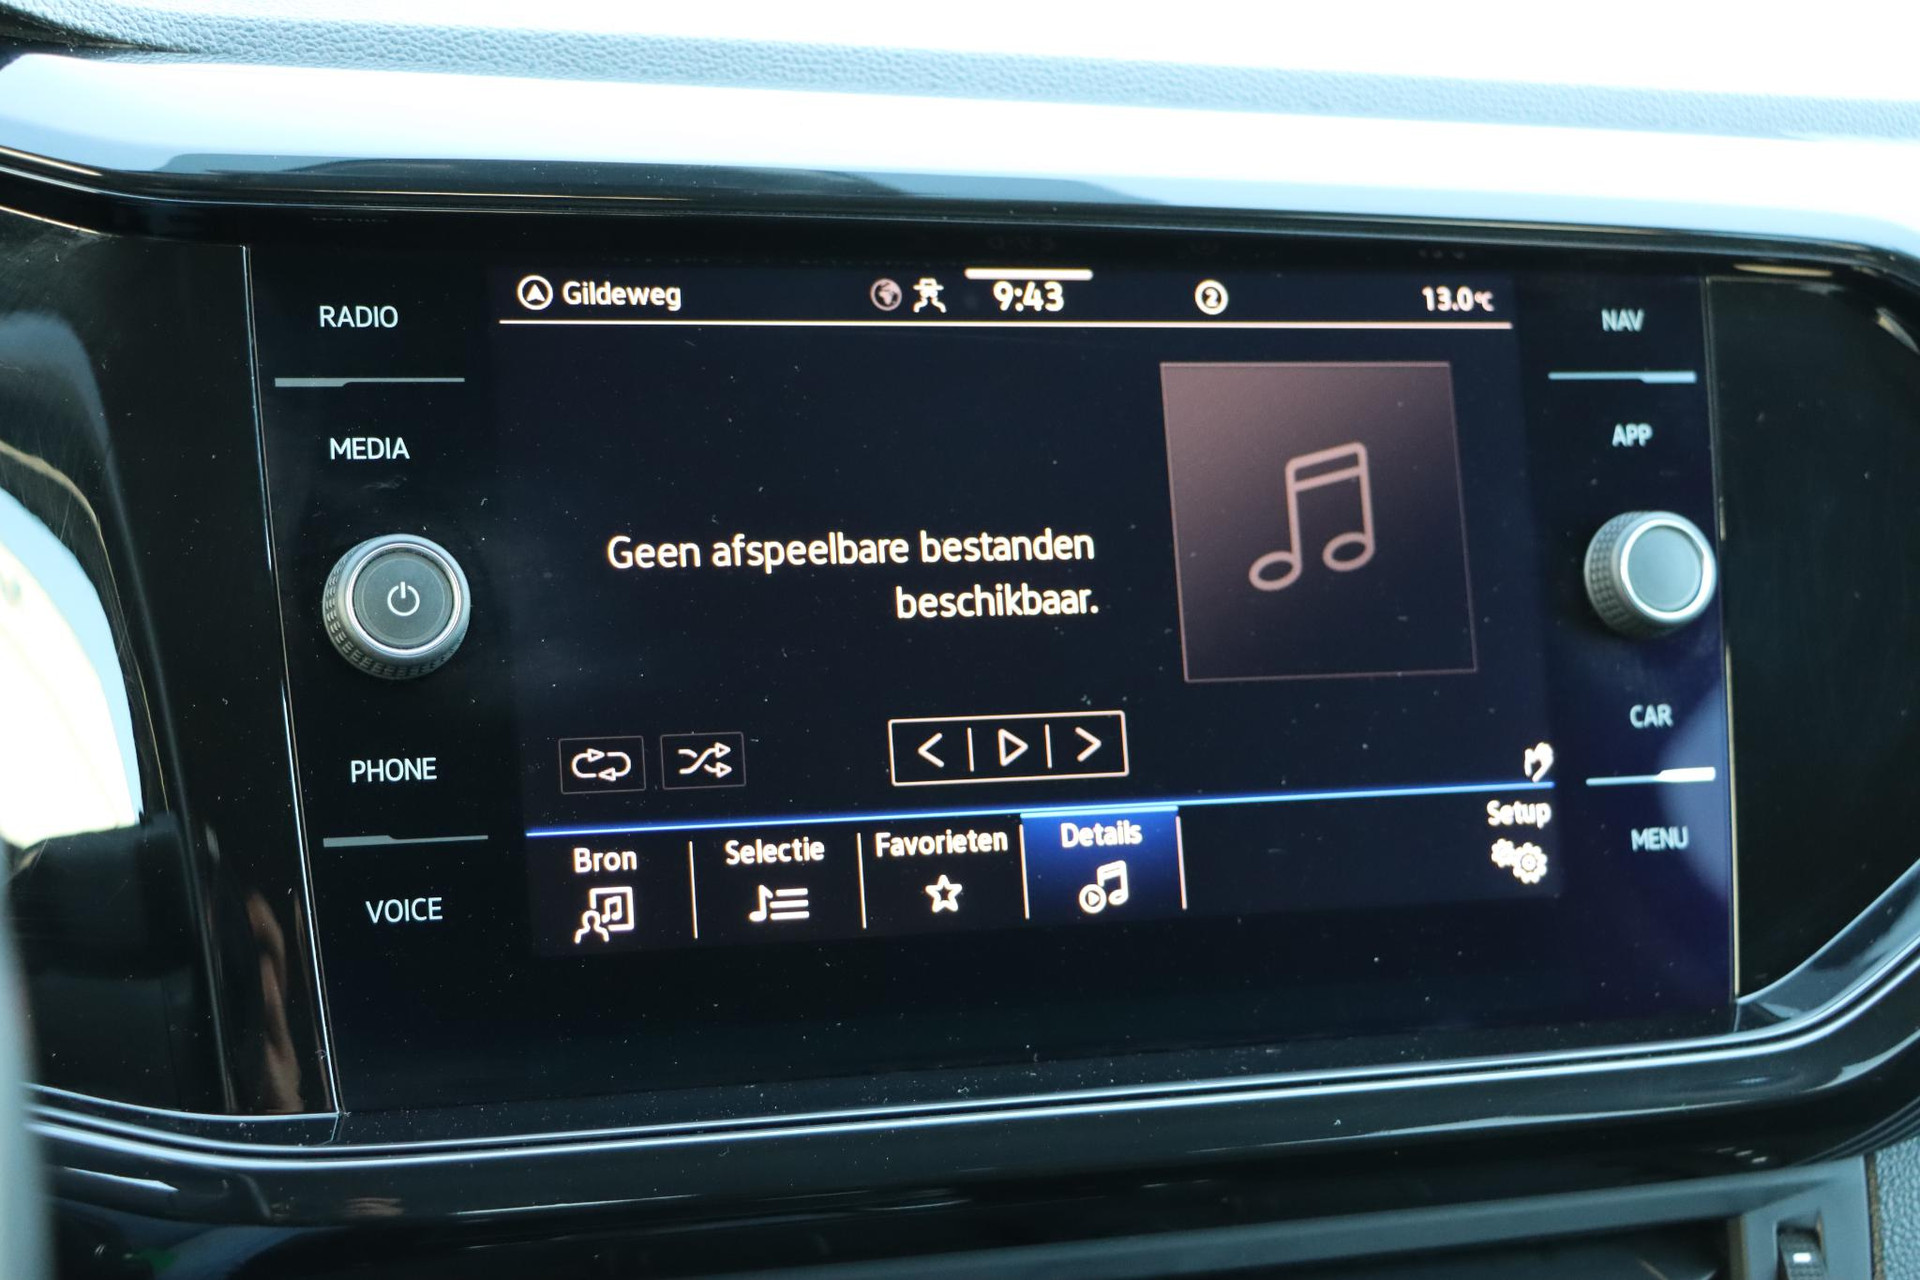 RADIO
MEDIA
PHONE
VOICE
Gildeweg
9:43
2
13.0°C
Geen afspeelbare bestanden
beschikbaar.
Bron
Selectie
Favorieten
Details
Setup
NAV
APP
CAR
MENU